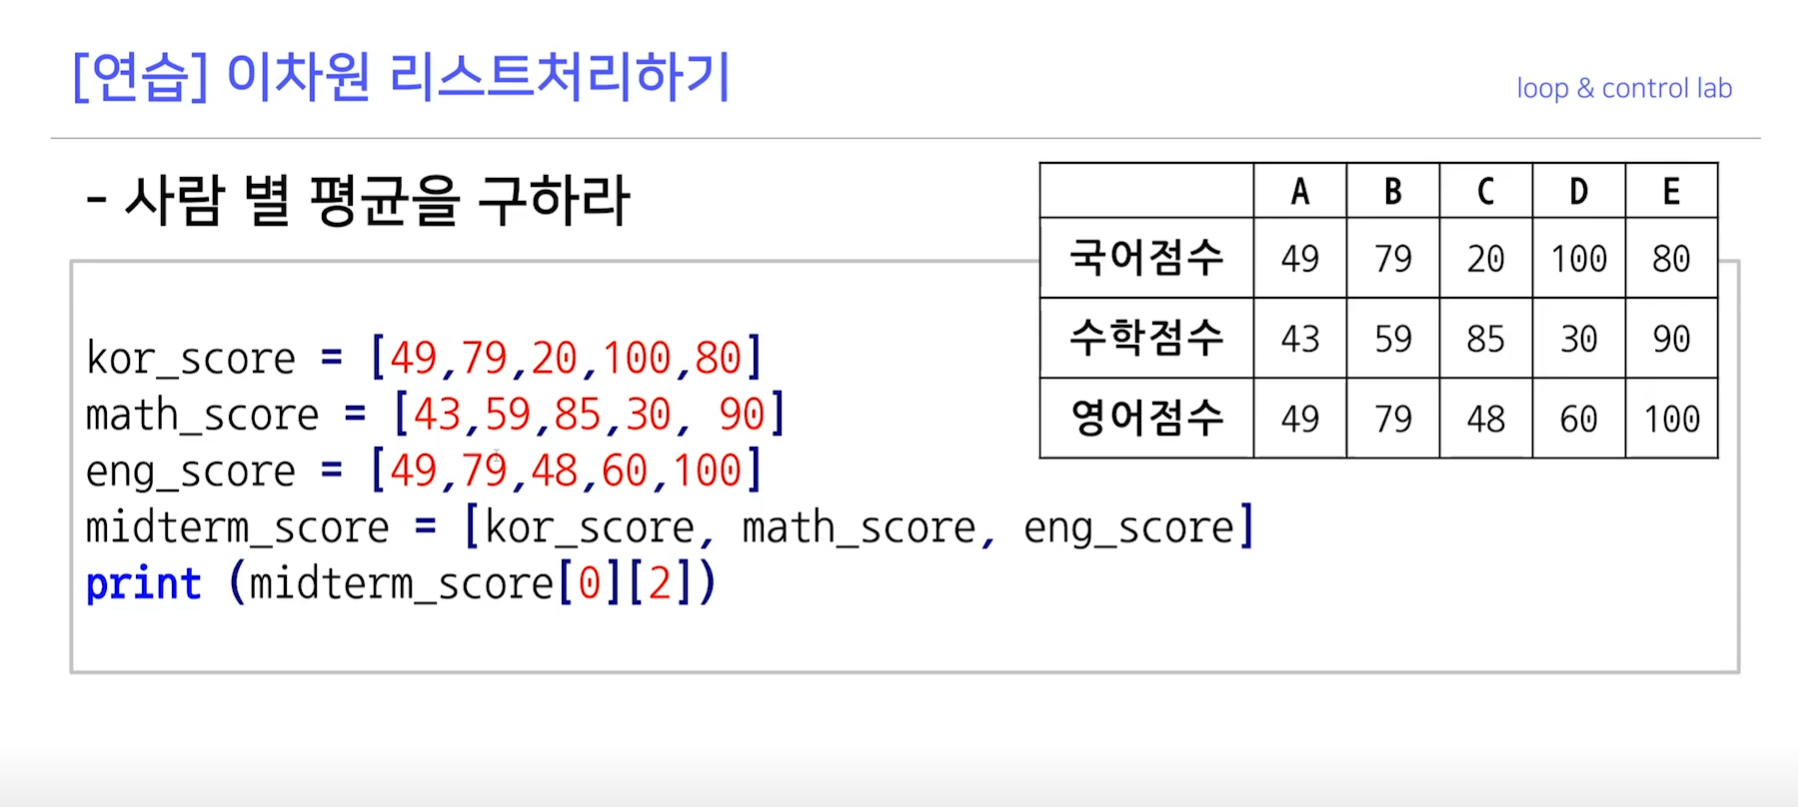 [연습] 이차원 리스트처리하기
loop & control lab
- 사람 별 평균을 구하라
A B C D E
국어점수 49 79 20 100 80
수학점수 43 59 85 30 90
영어점수 49 79 48 60 100
kor_score = [49,79,20,100,80]
math_score = [43,59,85,30, 90]
eng_score = [49,79,48,60,100]
midterm_score = [kor_score, math_score, eng_score]
print (midterm_score[0][2])